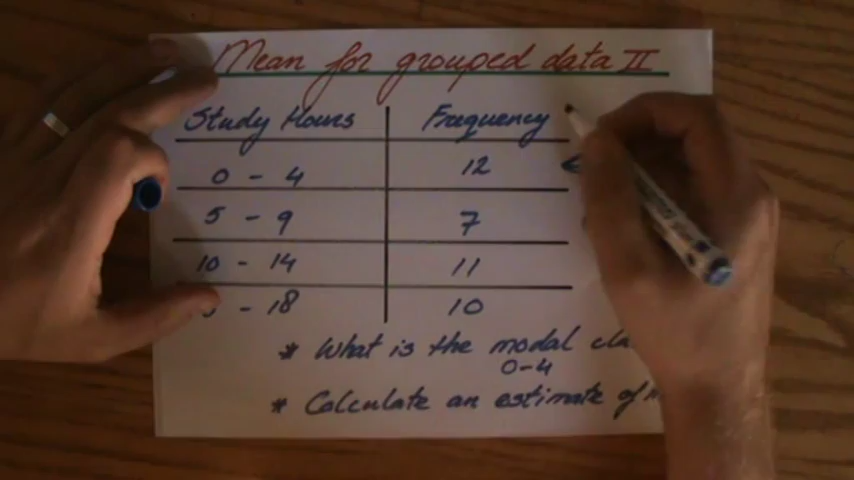 Mean for grouped data II
Study Hours Frequency
0 - 4 12
5 - 9 7
10 - 14 11
- 18 10
* What is the modal
0-4
* Calculate an estimate of